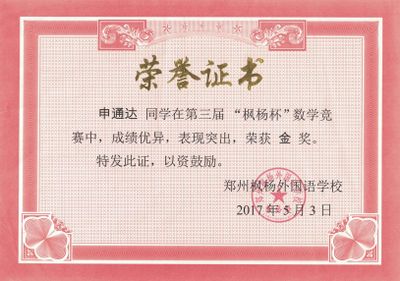 荣誉证书
申通达 同学在第三届“枫杨杯”数学竞
赛中，成绩优异，表现突出，荣获 金 奖。
特发此证，以资鼓励。
郑州枫杨外国语学校
2017年5月3日